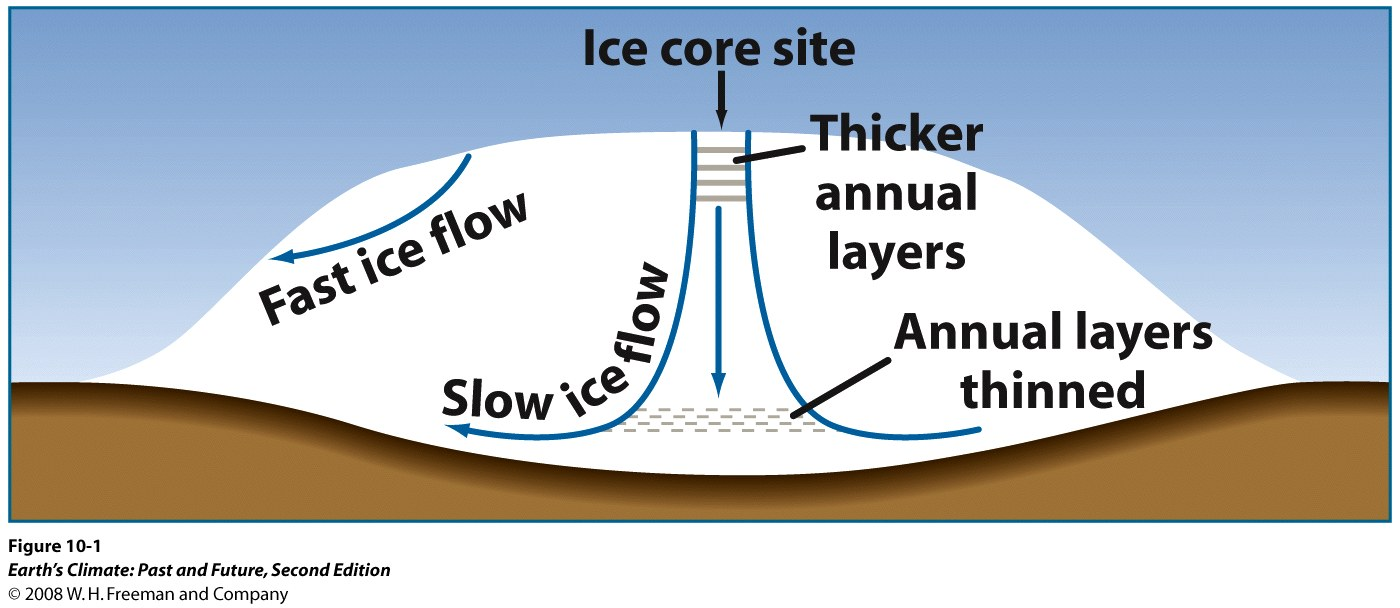 Ice core site
Thicker
annual
layers
Fast ice flow
Slow ice flow
Annual layers
thinned
Figure 10-1
Earth's Climate: Past and Future, Second Edition
© 2008 W. H. Freeman and Company